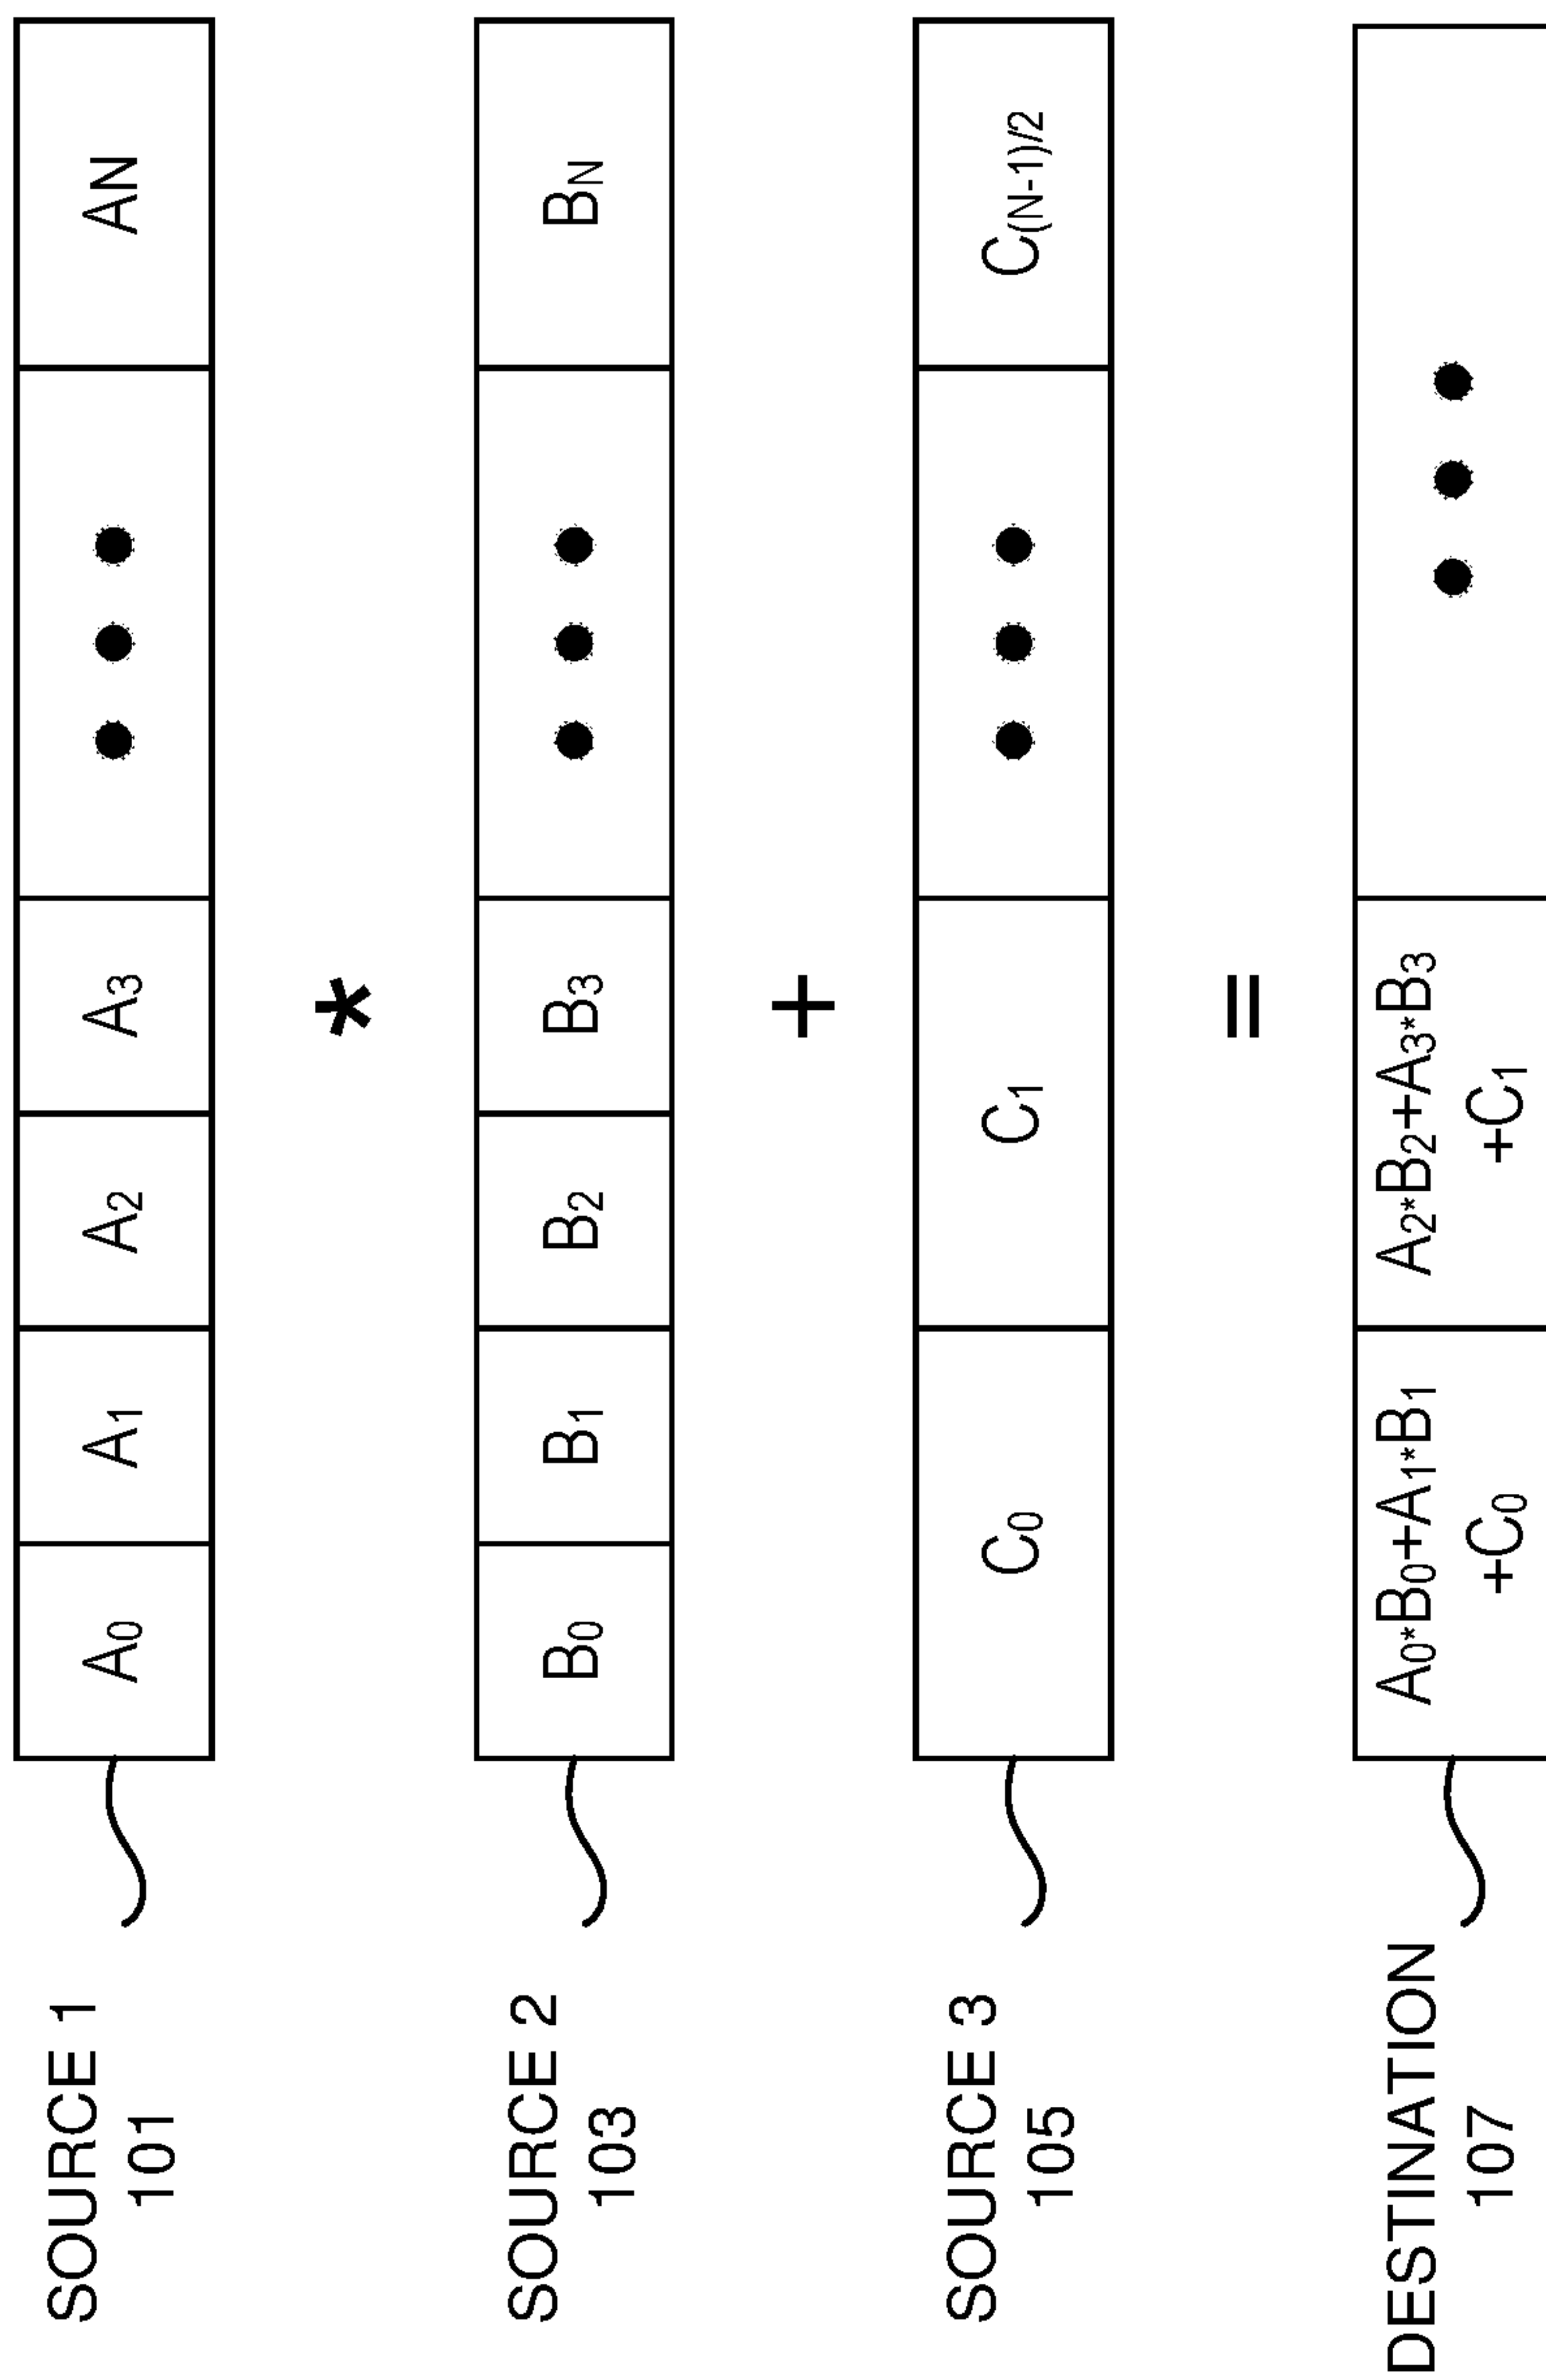 SOURCE 1
101
A0 A1 A2 A3 AN
*
SOURCE 2
103
B0 B1 B2 B3 BN
+
SOURCE 3
105
C0 C1 C(N-1)/2
=
DESTINATION
107
A0*B0+A1*B1
+C0
A2*B2+A3*B3
+C1